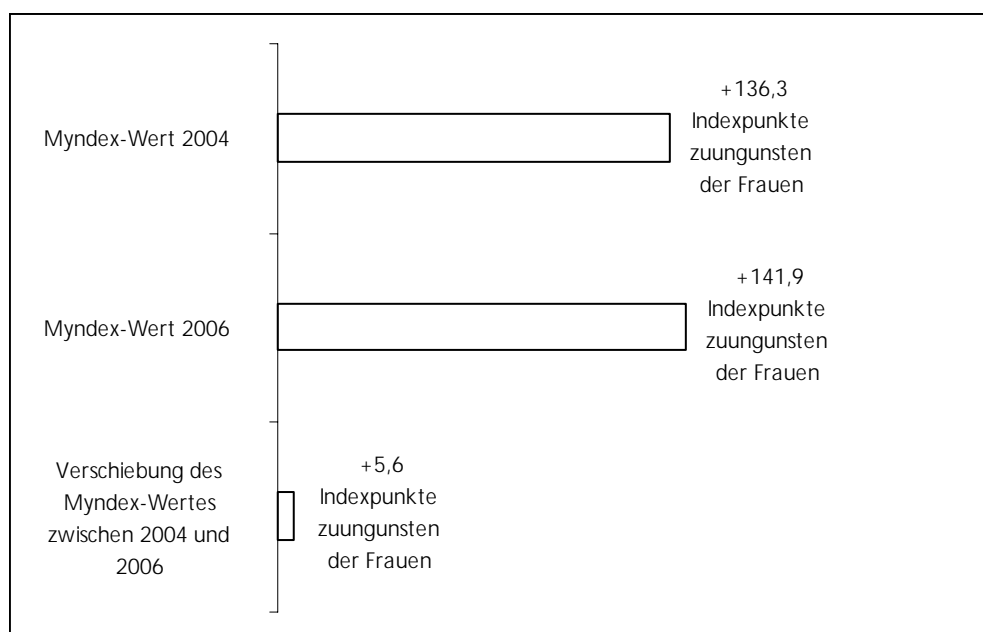 +136,3
Indexpunkte
zuungunsten
der Frauen
Myndex-Wert 2004
+141,9
Indexpunkte
zuungunsten
der Frauen
Myndex-Wert 2006
Verschiebung des
Myndex-Wertes
zwischen 2004 und
2006
+5,6
Indexpunkte
zuungunsten
der Frauen